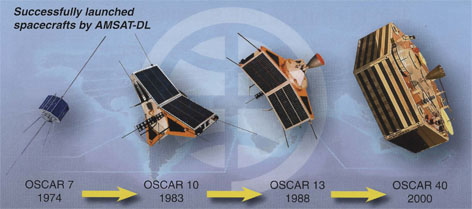 Successfully launched
spacecrafts by AMSAT-DL
OSCAR 7
1974
OSCAR 10
1983
OSCAR 13
1988
OSCAR 40
2000